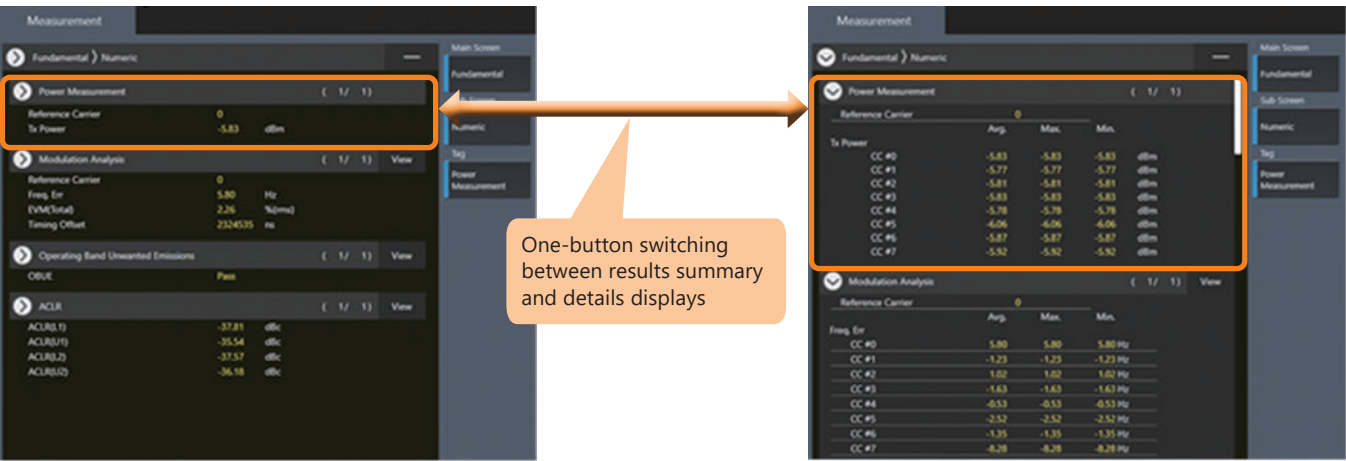 Measurement
Fundamental 》 Numeric
Power Measurement ( 1/ 1)
Reference Carrier 0
Tx Power -5.83 dBm
Modulation Analysis ( 1/ 1) View
Reference Carrier 0
Freq. Err 5.80 Hz
EVM(Total) 2.26 %(rms)
Timing Offset 2324535 ns
Operating Band Unwanted Emissions ( 1/ 1) View
OBUE Pass
ACLR ( 1/ 1) View
ACLR(L1) -37.81 dBc
ACLR(U1) -35.54 dBc
ACLR(L2) -37.57 dBc
ACLR(U2) -36.18 dBc
Main Screen
Fundamental
Sub Screen
Numeric
Tag
Power
Measurement
One-button switching
between results summary
and details displays
Measurement
Fundamental 》 Numeric
Power Measurement ( 1/ 1)
Reference Carrier 0
Avg. Max. Min.
Tx Power
CC #0 -5.83 -5.83 -5.83 dBm
CC #1 -5.77 -5.77 -5.77 dBm
CC #2 -5.81 -5.81 -5.81 dBm
CC #3 -5.83 -5.83 -5.83 dBm
CC #4 -5.78 -5.78 -5.78 dBm
CC #5 -6.06 -6.06 -6.06 dBm
CC #6 -5.87 -5.87 -5.87 dBm
CC #7 -5.92 -5.92 -5.92 dBm
Modulation Analysis ( 1/ 1) View
Reference Carrier 0
Avg. Max. Min.
Freq. Err
CC #0 5.80 5.80 5.80 Hz
CC #1 -1.23 -1.23 -1.23 Hz
CC #2 1.02 1.02 1.02 Hz
CC #3 -1.63 -1.63 -1.63 Hz
CC #4 -0.53 -0.53 -0.53 Hz
CC #5 -2.52 -2.52 -2.52 Hz
CC #6 -1.35 -1.35 -1.35 Hz
CC #7 -8.28 -8.28 -8.28 Hz
Main Screen
Fundamental
Sub Screen
Numeric
Tag
Power
Measurement